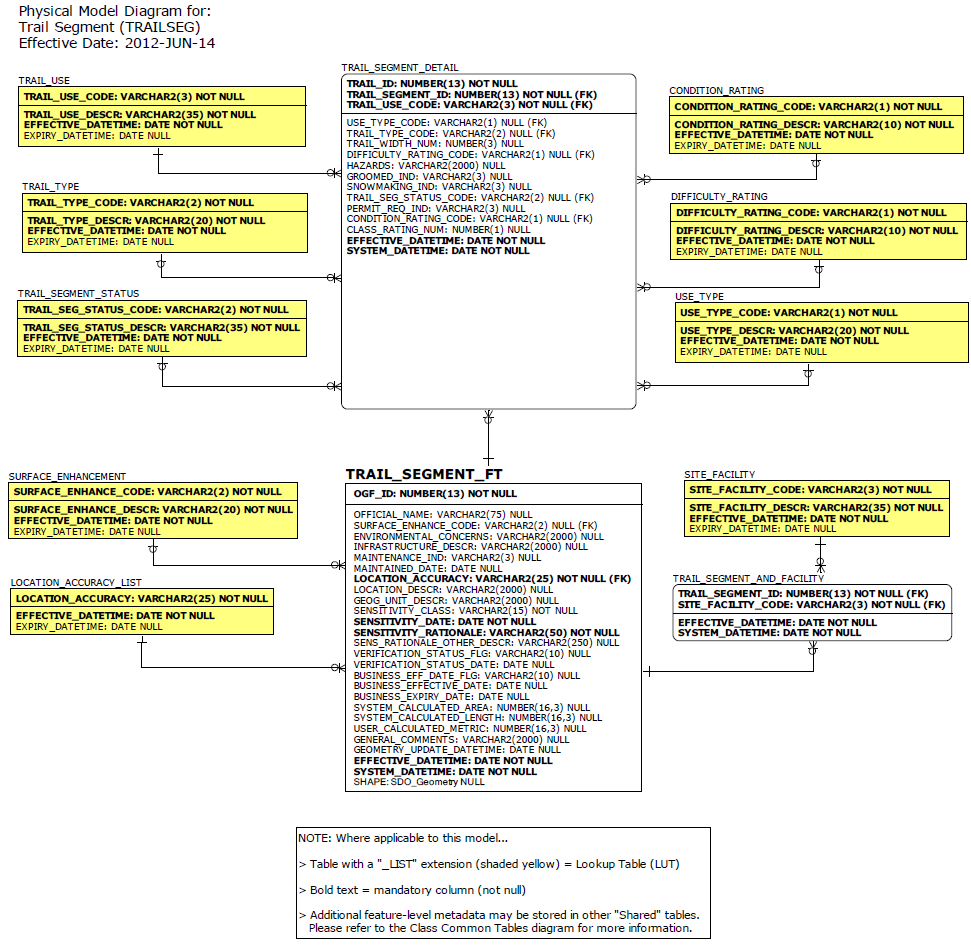 Physical Model Diagram for:
Trail Segment (TRAILSEG)
Effective Date: 2012-JUN-14
TRAIL_USE
TRAIL_USE_CODE: VARCHAR2(3) NOT NULL
TRAIL_USE_DESCR: VARCHAR2(35) NOT NULL
EFFECTIVE_DATETIME: DATE NOT NULL
EXPIRY_DATETIME: DATE NULL
TRAIL_TYPE
TRAIL_TYPE_CODE: VARCHAR2(2) NOT NULL
TRAIL_TYPE_DESCR: VARCHAR2(20) NOT NULL
EFFECTIVE_DATETIME: DATE NOT NULL
EXPIRY_DATETIME: DATE NULL
TRAIL_SEGMENT_STATUS
TRAIL_SEG_STATUS_CODE: VARCHAR2(2) NOT NULL
TRAIL_SEG_STATUS_DESCR: VARCHAR2(35) NOT NULL
EFFECTIVE_DATETIME: DATE NOT NULL
EXPIRY_DATETIME: DATE NULL
TRAIL_SEGMENT_DETAIL
TRAIL_ID: NUMBER(13) NOT NULL
TRAIL_SEGMENT_ID: NUMBER(13) NOT NULL (FK)
TRAIL_USE_CODE: VARCHAR2(3) NOT NULL (FK)
USE_TYPE_CODE: VARCHAR2(1) NULL (FK)
TRAIL_TYPE_CODE: VARCHAR2(2) NULL (FK)
TRAIL_WIDTH_NUM: NUMBER(3) NULL
DIFFICULTY_RATING_CODE: VARCHAR2(1) NULL (FK)
HAZARDS: VARCHAR2(2000) NULL
GROOMED_IND: VARCHAR2(3) NULL
SNOWMAKING_IND: VARCHAR2(3) NULL
TRAIL_SEG_STATUS_CODE: VARCHAR2(2) NULL (FK)
PERMIT_REQ_IND: VARCHAR2(3) NULL
CONDITION_RATING_CODE: VARCHAR2(1) NULL (FK)
CLASS_RATING_NUM: NUMBER(1) NULL
EFFECTIVE_DATETIME: DATE NOT NULL
SYSTEM_DATETIME: DATE NOT NULL
CONDITION_RATING
CONDITION_RATING_CODE: VARCHAR2(1) NOT NULL
CONDITION_RATING_DESCR: VARCHAR2(10) NOT NULL
EFFECTIVE_DATETIME: DATE NOT NULL
EXPIRY_DATETIME: DATE NULL
DIFFICULTY_RATING
DIFFICULTY_RATING_CODE: VARCHAR2(1) NOT NULL
DIFFICULTY_RATING_DESCR: VARCHAR2(10) NOT NULL
EFFECTIVE_DATETIME: DATE NOT NULL
EXPIRY_DATETIME: DATE NULL
USE_TYPE
USE_TYPE_CODE: VARCHAR2(1) NOT NULL
USE_TYPE_DESCR: VARCHAR2(20) NOT NULL
EFFECTIVE_DATETIME: DATE NOT NULL
EXPIRY_DATETIME: DATE NULL
SURFACE_ENHANCEMENT
SURFACE_ENHANCE_CODE: VARCHAR2(2) NOT NULL
SURFACE_ENHANCE_DESCR: VARCHAR2(20) NOT NULL
EFFECTIVE_DATETIME: DATE NOT NULL
EXPIRY_DATETIME: DATE NULL
LOCATION_ACCURACY_LIST
LOCATION_ACCURACY: VARCHAR2(25) NOT NULL
EFFECTIVE_DATETIME: DATE NOT NULL
EXPIRY_DATETIME: DATE NULL
TRAIL_SEGMENT_FT
OGF_ID: NUMBER(13) NOT NULL
OFFICIAL_NAME: VARCHAR2(75) NULL
SURFACE_ENHANCE_CODE: VARCHAR2(2) NULL (FK)
ENVIRONMENTAL_CONCERNS: VARCHAR2(2000) NULL
INFRASTRUCTURE_DESCR: VARCHAR2(2000) NULL
MAINTENANCE_IND: VARCHAR2(3) NULL
MAINTAINED_DATE: DATE NULL
LOCATION_ACCURACY: VARCHAR2(25) NOT NULL (FK)
LOCATION_DESCR: VARCHAR2(2000) NULL
GEOG_UNIT_DESCR: VARCHAR2(2000) NULL
SENSITIVITY_CLASS: VARCHAR2(15) NOT NULL
SENSITIVITY_DATE: DATE NOT NULL
SENSITIVITY_RATIONALE: VARCHAR2(50) NOT NULL
SENS_RATIONALE_OTHER_DESCR: VARCHAR2(250) NULL
VERIFICATION_STATUS_FLG: VARCHAR2(10) NULL
VERIFICATION_STATUS_DATE: DATE NULL
BUSINESS_EFF_DATE_FLG: VARCHAR2(10) NULL
BUSINESS_EFFECTIVE_DATE: DATE NULL
BUSINESS_EXPIRY_DATE: DATE NULL
SYSTEM_CALCULATED_AREA: NUMBER(16,3) NULL
SYSTEM_CALCULATED_LENGTH: NUMBER(16,3) NULL
USER_CALCULATED_METRIC: NUMBER(16,3) NULL
GENERAL_COMMENTS: VARCHAR2(2000) NULL
GEOMETRY_UPDATE_DATETIME: DATE NULL
EFFECTIVE_DATETIME: DATE NOT NULL
SYSTEM_DATETIME: DATE NOT NULL
SHAPE: SDO_Geometry NULL
SITE_FACILITY
SITE_FACILITY_CODE: VARCHAR2(3) NOT NULL
SITE_FACILITY_DESCR: VARCHAR2(35) NOT NULL
EFFECTIVE_DATETIME: DATE NOT NULL
EXPIRY_DATETIME: DATE NULL
TRAIL_SEGMENT_AND_FACILITY
TRAIL_SEGMENT_ID: NUMBER(13) NOT NULL (FK)
SITE_FACILITY_CODE: VARCHAR2(3) NOT NULL (FK)
EFFECTIVE_DATETIME: DATE NOT NULL
SYSTEM_DATETIME: DATE NOT NULL
NOTE: Where applicable to this model...
> Table with a "_LIST" extension (shaded yellow) = Lookup Table (LUT)
> Bold text = mandatory column (not null)
> Additional feature-level metadata may be stored in other "Shared" tables.
Please refer to the Class Common Tables diagram for more information.